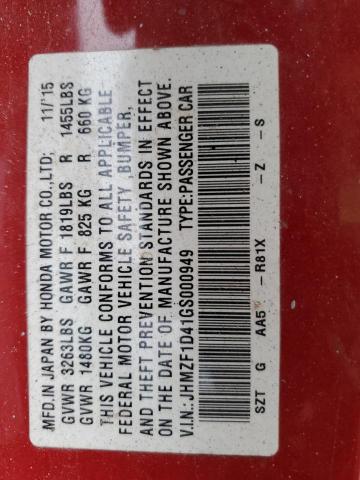 MFD.IN JAPAN BY HONDA MOTOR CO.,LTD; 11/'15
GVWR 3263LBS GAWR F 1819LBS R 1455LBS
GVWR 1480KG GAWR F 825 KG R 660 KG
THIS VEHICLE CONFORMS TO ALL APPLICABLE
FEDERAL MOTOR VEHICLE SAFETY ,BUMPER,
AND THEFT PREVENTION STANDARDS IN EFFECT
ON THE DATE OF MANUFACTURE SHOWN ABOVE.
V.I.N.: JHMZF1D41GS000949 TYPE:PASSENGER CAR
SZT G AA5 -R81X -Z -S